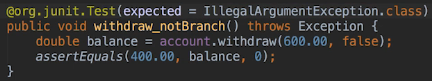 @org.junit.Test(expected = IllegalArgumentException.class)
public void withdraw_notBranch() throws Exception {
    double balance = account.withdraw(600.00, false);
    assertEquals(400.00, balance, 0);
}